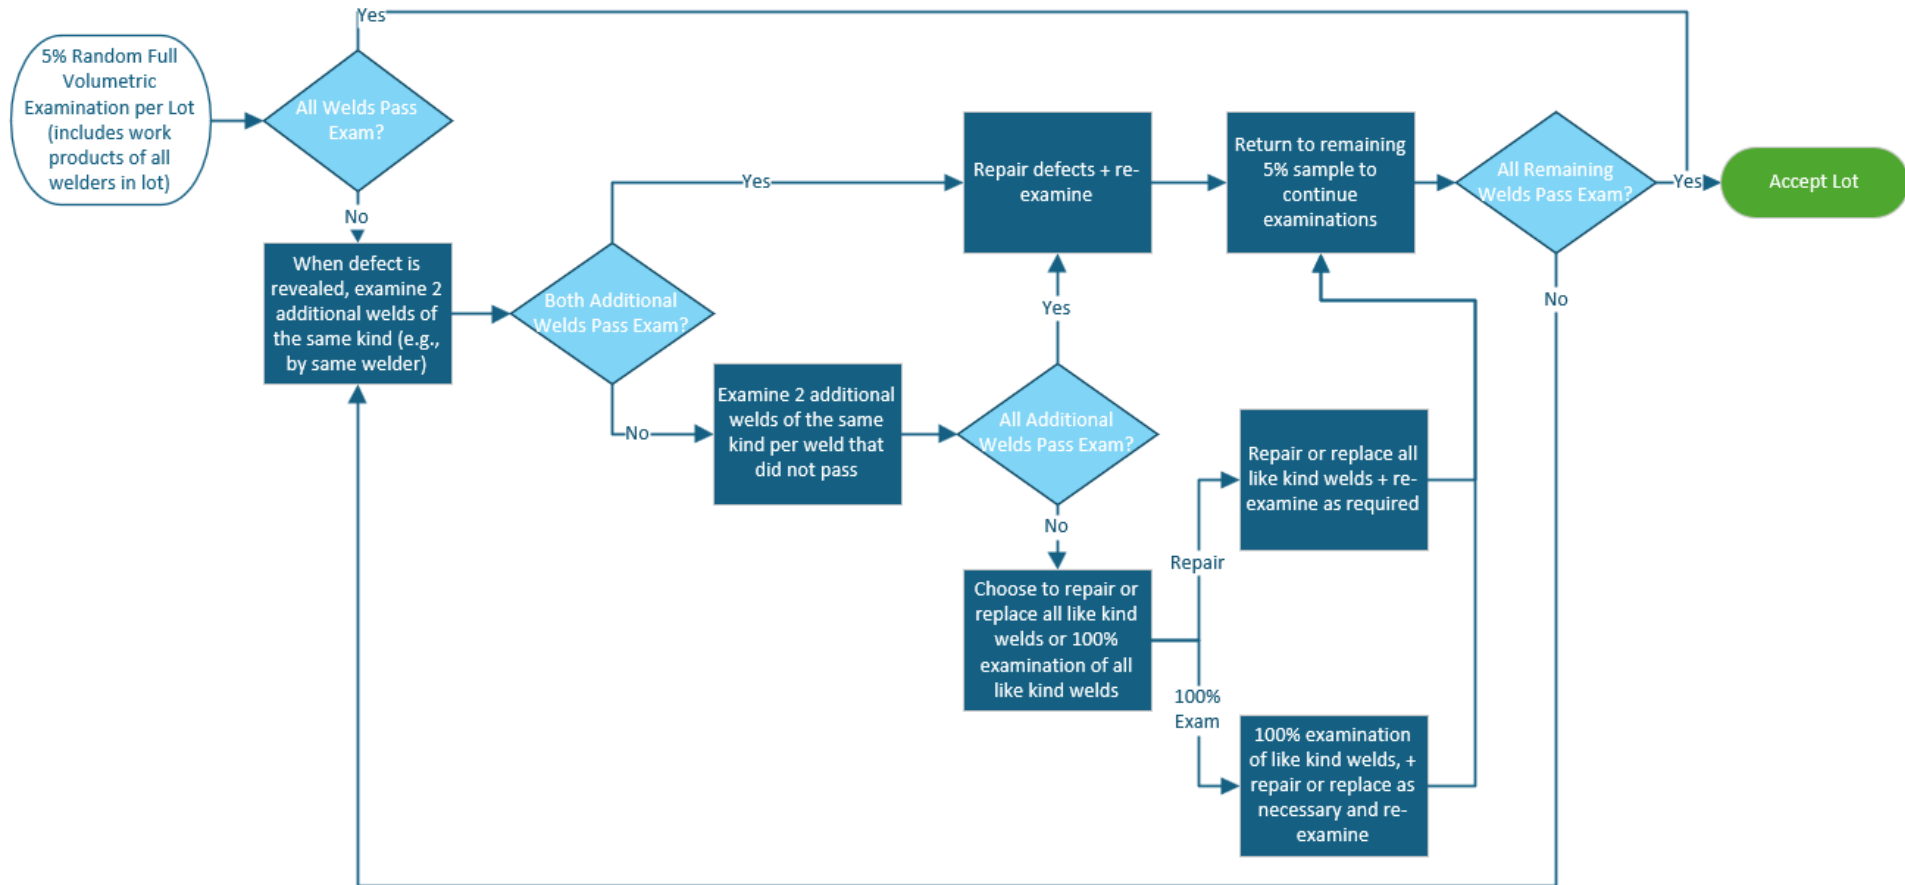 Yes
5% Random Full
Volumetric
Examination per Lot
(includes work
products of all
welders in lot)
All Welds Pass
Exam?
No
When defect is
revealed, examine 2
additional welds of
the same kind (e.g.,
by same welder)
Both Additional
Welds Pass Exam?
Yes
No
Examine 2 additional
welds of the same
kind per weld that
did not pass
All Additional
Welds Pass Exam?
Yes
Repair defects + re-
examine
Return to remaining
5% sample to
continue
examinations
All Remaining
Welds Pass Exam?
Yes
Accept Lot
No
No
Choose to repair or
replace all like kind
welds or 100%
examination of all
like kind welds
Repair
Repair or replace all
like kind welds + re-
examine as required
100%
Exam
100% examination
of like kind welds, +
repair or replace as
necessary and re-
examine